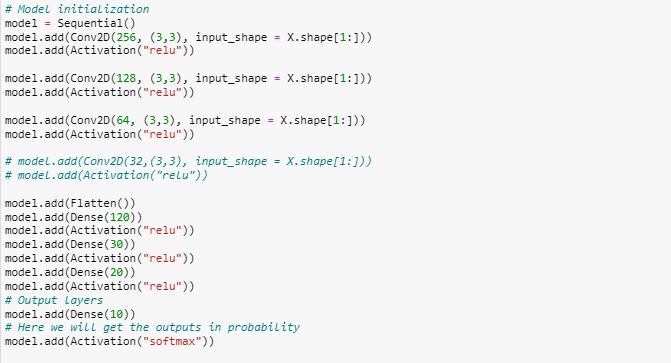 # Model initialization
model = Sequential()
model.add(Conv2D(256, (3,3), input_shape = X.shape[1:]))
model.add(Activation("relu"))
model.add(Conv2D(128, (3,3), input_shape = X.shape[1:]))
model.add(Activation("relu"))
model.add(Conv2D(64, (3,3), input_shape = X.shape[1:]))
model.add(Activation("relu"))
# model.add(Conv2D(32,(3,3), input_shape = X.shape[1:]))
# model.add(Activation("relu"))
model.add(Flatten())
model.add(Dense(120))
model.add(Activation("relu"))
model.add(Dense(30))
model.add(Activation("relu"))
model.add(Dense(20))
model.add(Activation("relu"))
# Output layers
model.add(Dense(10))
# Here we will get the outputs in probability
model.add(Activation("softmax"))